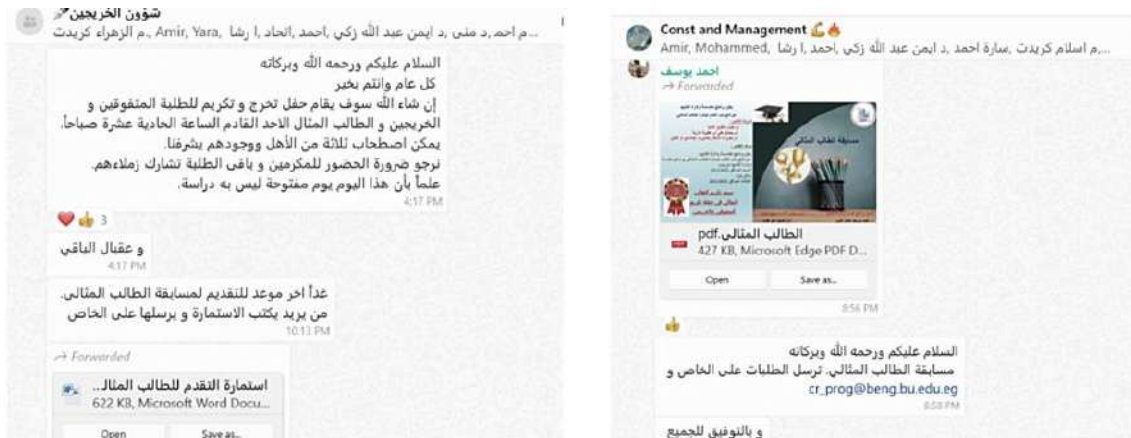 شؤون الخريجين
م احمد, د منى, د ايمن عبد الله زكي, احمد, اتحاد, ا رشا, Amir, Yara, م الزهراء كريدت...
السلام عليكم ورحمه الله وبركاته
كل عام وانتم بخير
إن شاء الله سوف يقام حفل تخرج و تكريم للطلبة المتفوقين و
الخريجين و الطالب المثال الاحد القادم الساعة الحادية عشرة صباحاً.
يمكن اصطحاب ثلاثة من الأهل ووجودهم يشرفنا.
نرجو ضرورة الحضور للمكرمين و باقى الطلبة تشارك زملاءهم.
علماً بأن هذا اليوم يوم مفتوحة ليس به دراسة.
4:17 PM
3
و عقبال الباقي
4:17 PM
غداً اخر موعد للتقديم لمسابقة الطالب المثالى.
من يريد يكتب الاستمارة و يرسلها على الخاص
10:13 PM
Forwarded
استمارة التقدم للطالب المثالـ...
622 KB, Microsoft Word Docu...
Open
Save as...
Const and Management
Amir, Mohammed, م اسلام كريدت, سارة احمد, د ايمن عبد الله زكي, احمد, ا رشا,...
احمد يوسف
Forwarded
مسابقة الطالب المثالي
الطالب المثالى.pdf
427 KB, Microsoft Edge PDF D...
Open
Save as...
8:56 PM
السلام عليكم ورحمه الله وبركاته
مسابقة الطالب المثالي. ترسل الطلبات على الخاص و
cr_prog@beng.bu.edu.eg
8:58 PM
و بالتوفيق للجميع